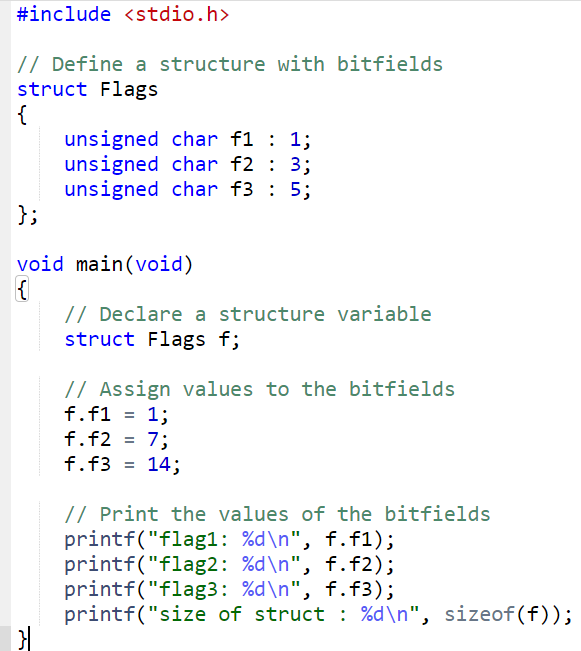 #include <stdio.h>
// Define a structure with bitfields
struct Flags
{
unsigned char f1 : 1;
unsigned char f2 : 3;
unsigned char f3 : 5;
};
void main(void)
{
// Declare a structure variable
struct Flags f;
// Assign values to the bitfields
f.f1 = 1;
f.f2 = 7;
f.f3 = 14;
// Print the values of the bitfields
printf("flag1: %d\n", f.f1);
printf("flag2: %d\n", f.f2);
printf("flag3: %d\n", f.f3);
printf("size of struct : %d\n", sizeof(f));
}